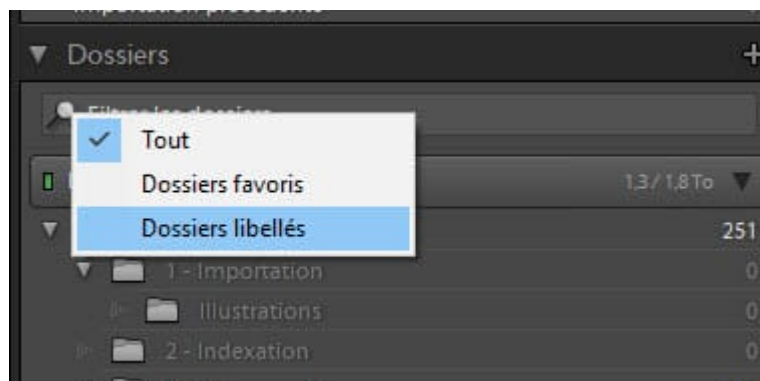 Dossiers
Tout
Dossiers favoris
Dossiers libellés
1,3 / 1,8 To
251
1 - Importation
0
Illustrations
0
2 - Indexation
0